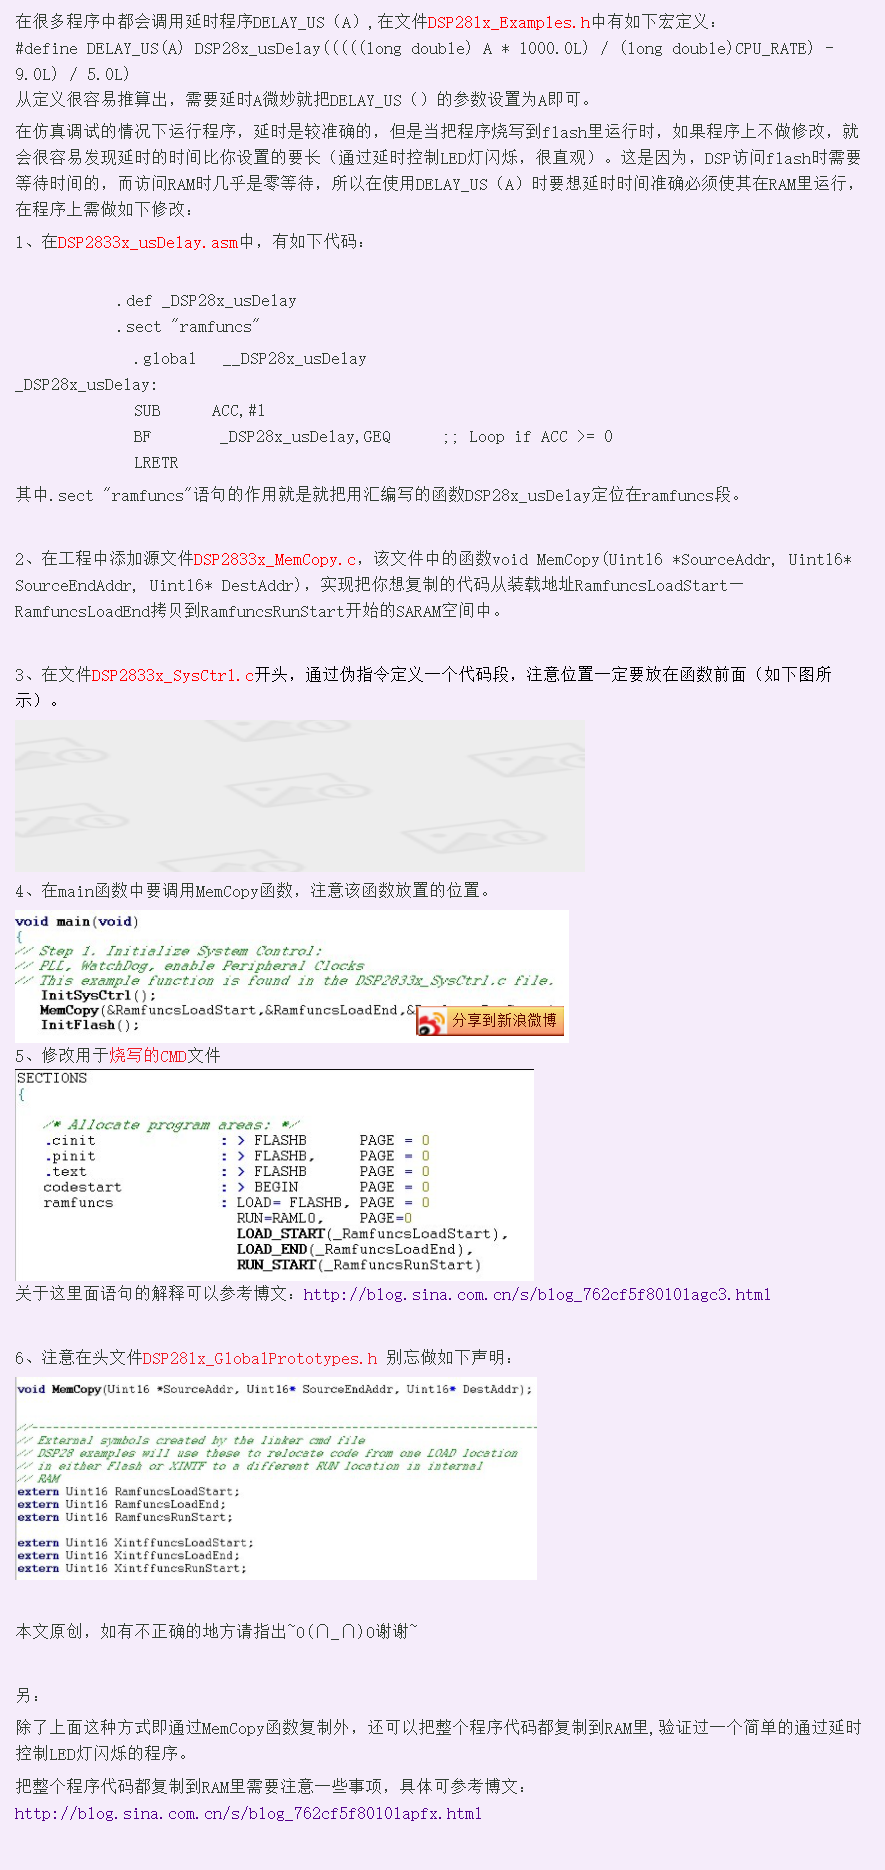 在很多程序中都会调用延时程序DELAY_US（A）,在文件DSP281x_Examples.h中有如下宏定义：
#define DELAY_US(A) DSP28x_usDelay(((((long double) A * 1000.0L) / (long double)CPU_RATE) -
9.0L) / 5.0L)
从定义很容易推算出，需要延时A微妙就把DELAY_US（）的参数设置为A即可。
在仿真调试的情况下运行程序，延时是较准确的，但是当把程序烧写到flash里运行时，如果程序上不做修改，就
会很容易发现延时的时间比你设置的要长（通过延时控制LED灯闪烁，很直观）。这是因为，DSP访问flash时需要
等待时间的，而访问RAM时几乎是零等待，所以在使用DELAY_US（A）时要想延时时间准确必须使其在RAM里运行，
在程序上需做如下修改：
1、在DSP2833x_usDelay.asm中，有如下代码：
.def _DSP28x_usDelay
.sect "ramfuncs"
.global __DSP28x_usDelay
_DSP28x_usDelay:
SUB ACC,#1
BF _DSP28x_usDelay,GEQ ;; Loop if ACC >= 0
LRETR
其中.sect "ramfuncs"语句的作用就是就把用汇编写的函数DSP28x_usDelay定位在ramfuncs段。
2、在工程中添加源文件DSP2833x_MemCopy.c，该文件中的函数void MemCopy(Uint16 *SourceAddr, Uint16*
SourceEndAddr, Uint16* DestAddr)，实现把你想复制的代码从装载地址RamfuncsLoadStart—
RamfuncsLoadEnd拷贝到RamfuncsRunStart开始的SARAM空间中。
3、在文件DSP2833x_SysCtrl.c开头，通过伪指令定义一个代码段，注意位置一定要放在函数前面（如下图所
示）。
4、在main函数中要调用MemCopy函数，注意该函数放置的位置。
void main(void)
{
// Step 1. Initialize System Control:
// PLL, WatchDog, enable Peripheral Clocks
// This example function is found in the DSP2833x_SysCtrl.c file.
InitSysCtrl();
MemCopy(&RamfuncsLoadStart,&RamfuncsLoadEnd,&
分享到新浪微博
InitFlash();
5、修改用于烧写的CMD文件
SECTIONS
{
/* Allocate program areas: */
.cinit : > FLASHB PAGE = 0
.pinit : > FLASHB, PAGE = 0
.text : > FLASHB PAGE = 0
codestart : > BEGIN PAGE = 0
ramfuncs : LOAD= FLASHB, PAGE = 0
RUN=RAML0, PAGE=0
LOAD_START(_RamfuncsLoadStart),
LOAD_END(_RamfuncsLoadEnd),
RUN_START(_RamfuncsRunStart)
关于这里面语句的解释可以参考博文：http://blog.sina.com.cn/s/blog_762cf5f80101agc3.html
6、注意在头文件DSP281x_GlobalPrototypes.h 别忘做如下声明：
void MemCopy(Uint16 *SourceAddr, Uint16* SourceEndAddr, Uint16* DestAddr);
//---------------------------------------------------------------------------
// External symbols created by the linker cmd file
// DSP28 examples will use these to relocate code from one LOAD location
// in either Flash or XINTF to a different RUN location in internal
// RAM
extern Uint16 RamfuncsLoadStart;
extern Uint16 RamfuncsLoadEnd;
extern Uint16 RamfuncsRunStart;
extern Uint16 XintffuncsLoadStart;
extern Uint16 XintffuncsLoadEnd;
extern Uint16 XintffuncsRunStart;
本文原创，如有不正确的地方请指出~O(∩_∩)O谢谢~
另：
除了上面这种方式即通过MemCopy函数复制外，还可以把整个程序代码都复制到RAM里,验证过一个简单的通过延时
控制LED灯闪烁的程序。
把整个程序代码都复制到RAM里需要注意一些事项，具体可参考博文：
http://blog.sina.com.cn/s/blog_762cf5f80101apfx.html